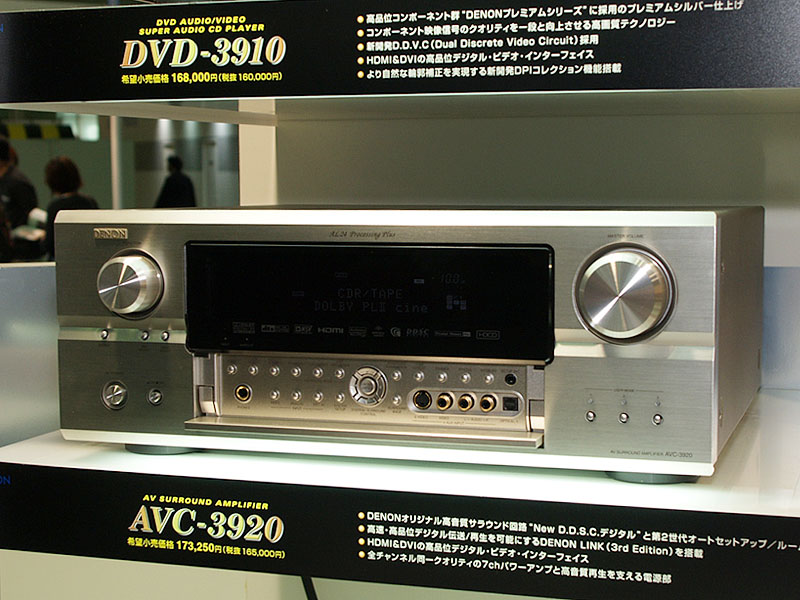 DVD AUDIO/VIDEO
SUPER AUDIO CD PLAYER
DVD-3910
希望小売価格 168,000円(税抜 160,000円)
高品位コンポーネント群"DENONプレミアムシリーズ"に採用のプレミアムシルバー仕上げ
コンポーネント映像信号のクオリティを一段と向上させる高画質テクノロジー
新開発D.D.V.C(Dual Discrete Video Circuit)採用
HDMI&DVIの高品位デジタル・ビデオ・インターフェイス
より自然な輪郭補正を実現する新開発DPIコレクション機能搭載
DENON
AL24 Processing Plus
MASTER VOLUME
CDR/TAPE
DOLBY PLⅡ cine
dts
HDMI
HDCD
AV SURROUND AMPLIFIER AVC-3920
ON
AV SURROUND AMPLIFIER
AVC-3920
希望小売価格 173,250円(税抜 165,000円)
DENONオリジナル高音質サラウンド回路"New D.D.S.C.デジタル"と第2世代オートセットアップ/ルーム
高速・高品位デジタル伝送/再生を可能にするDENON LINK(3rd Edition)を搭載
HDMI&DVIの高品位デジタル・ビデオ・インターフェイス
全チャンネル同一クオリティの7chパワーアンプと高音質再生を支える電源部